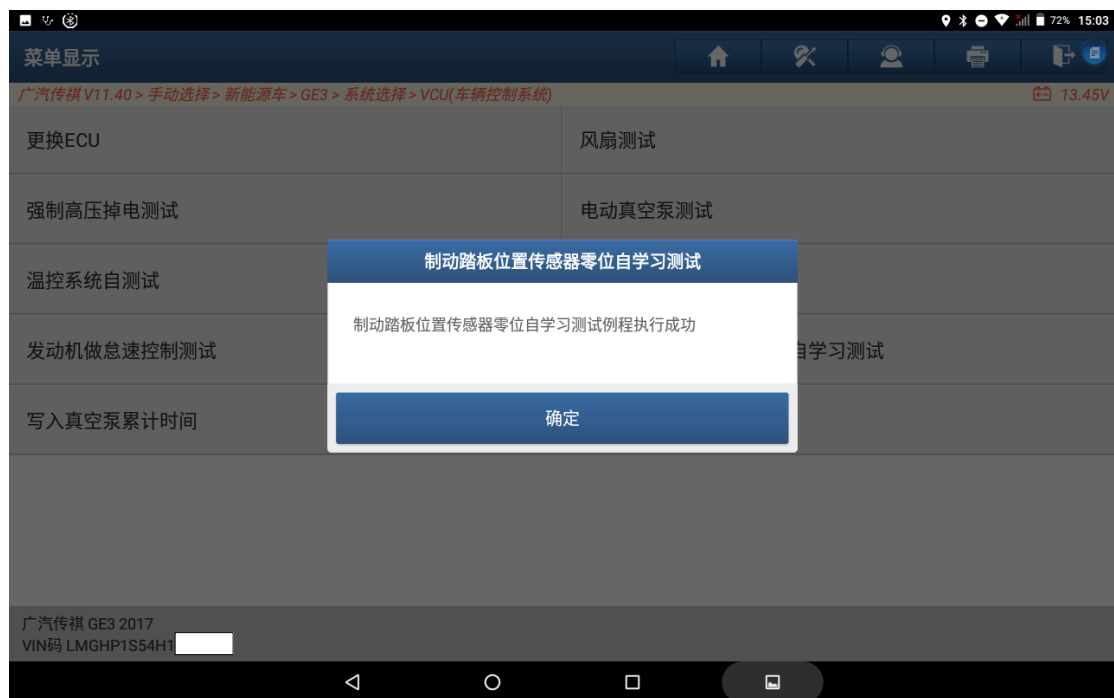 72% 15:03
菜单显示
广汽传祺 V11.40 > 手动选择 > 新能源车 > GE3 > 系统选择 > VCU(车辆控制系统)
13.45V
更换ECU
风扇测试
强制高压掉电测试
电动真空泵测试
制动踏板位置传感器零位自学习测试
温控系统自测试
制动踏板位置传感器零位自学习测试例程执行成功
发动机做怠速控制测试
自学习测试
写入真空泵累计时间
确定
广汽传祺 GE3 2017
VIN码 LMGHP1S54H1